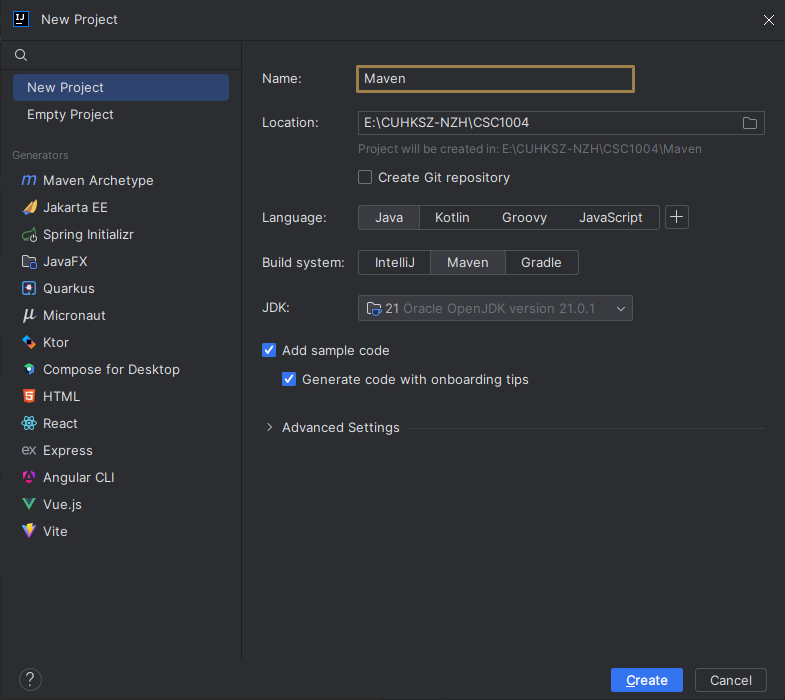 New Project
New Project
Empty Project
Generators
Maven Archetype
Jakarta EE
Spring Initializr
JavaFX
Quarkus
Micronaut
Ktor
Compose for Desktop
HTML
React
Express
Angular CLI
Vue.js
Vite
Name: Maven
Location: E:\CUHKSZ-NZH\CSC1004
Project will be created in: E:\CUHKSZ-NZH\CSC1004\Maven
Create Git repository
Language: Java Kotlin Groovy JavaScript +
Build system: IntelliJ Maven Gradle
JDK: 21 Oracle OpenJDK version 21.0.1
Add sample code
Generate code with onboarding tips
Advanced Settings
? Create Cancel